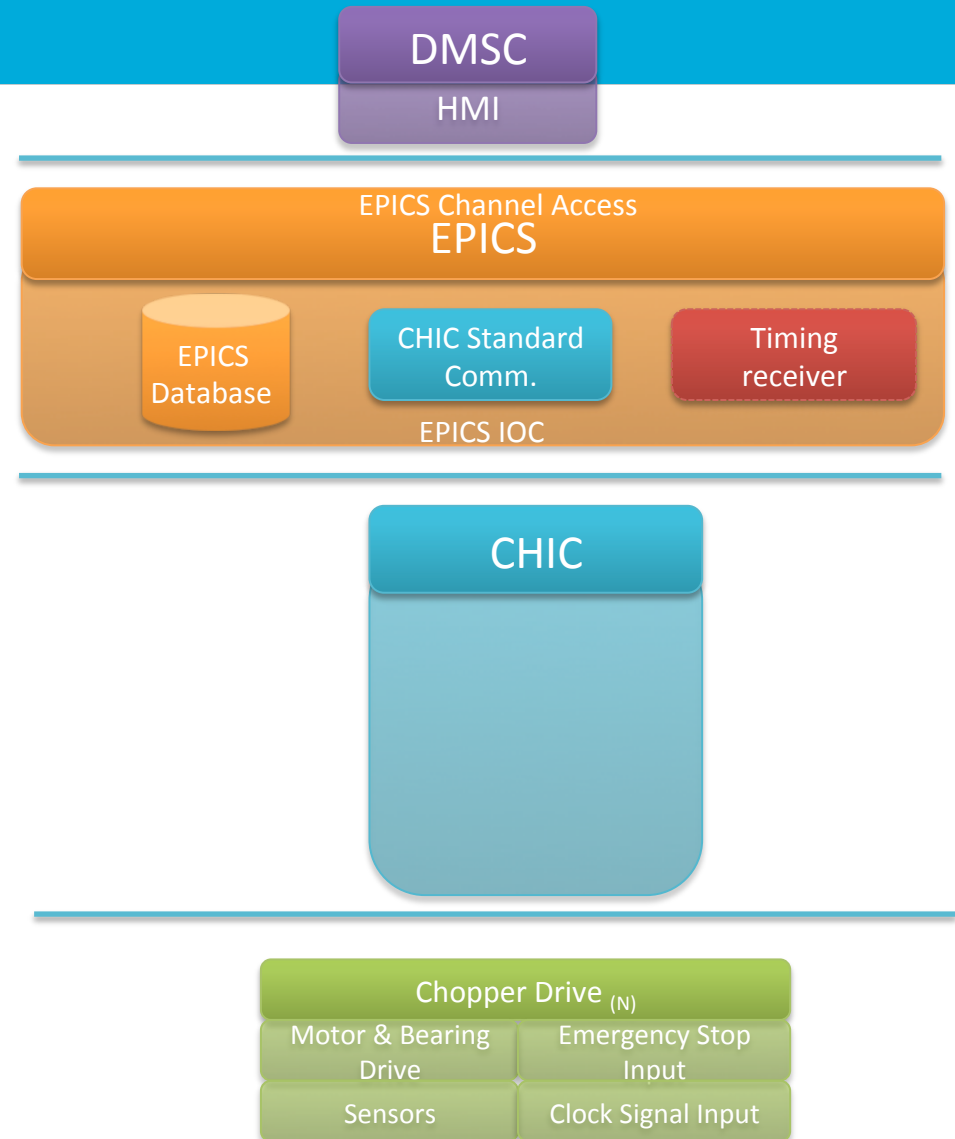 DMSC
HMI
EPICS Channel Access
EPICS
EPICS
Database
CHIC Standard
Comm.
Timing
receiver
EPICS IOC
CHIC
Chopper Drive (N)
Motor & Bearing
Drive
Emergency Stop
Input
Sensors
Clock Signal Input